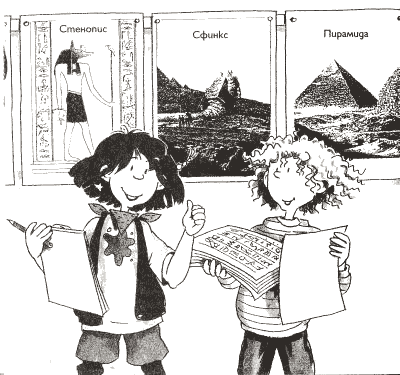 Стенопис
Сфинкс
Пирамида